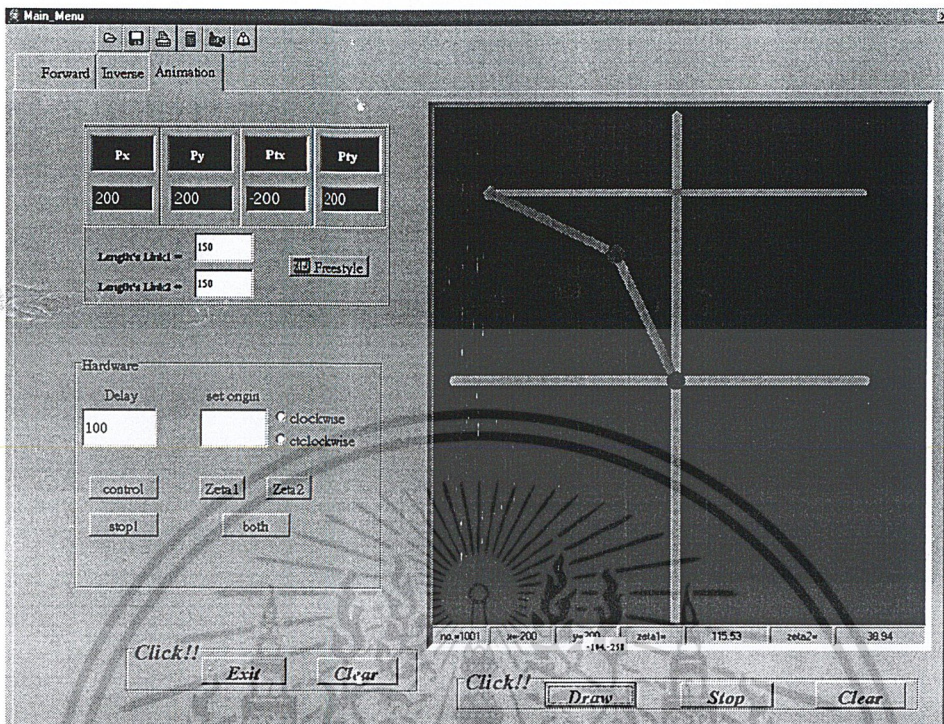 Main_Menu
Forward Inverse Animation
Px Py Ptx Pty
200 200 -200 200
Length's Link1 = 150
Length's Link2 = 150
Freestyle
Hardware
Delay set origin
100
clockwise
ctclockwise
control Zeta1 Zeta2
stop1 both
no.=1001 x=-200 y=200 zeta1= 115.53 zeta2= 38.94
Click!!
Exit Clear
Click!!
Draw Stop Clear